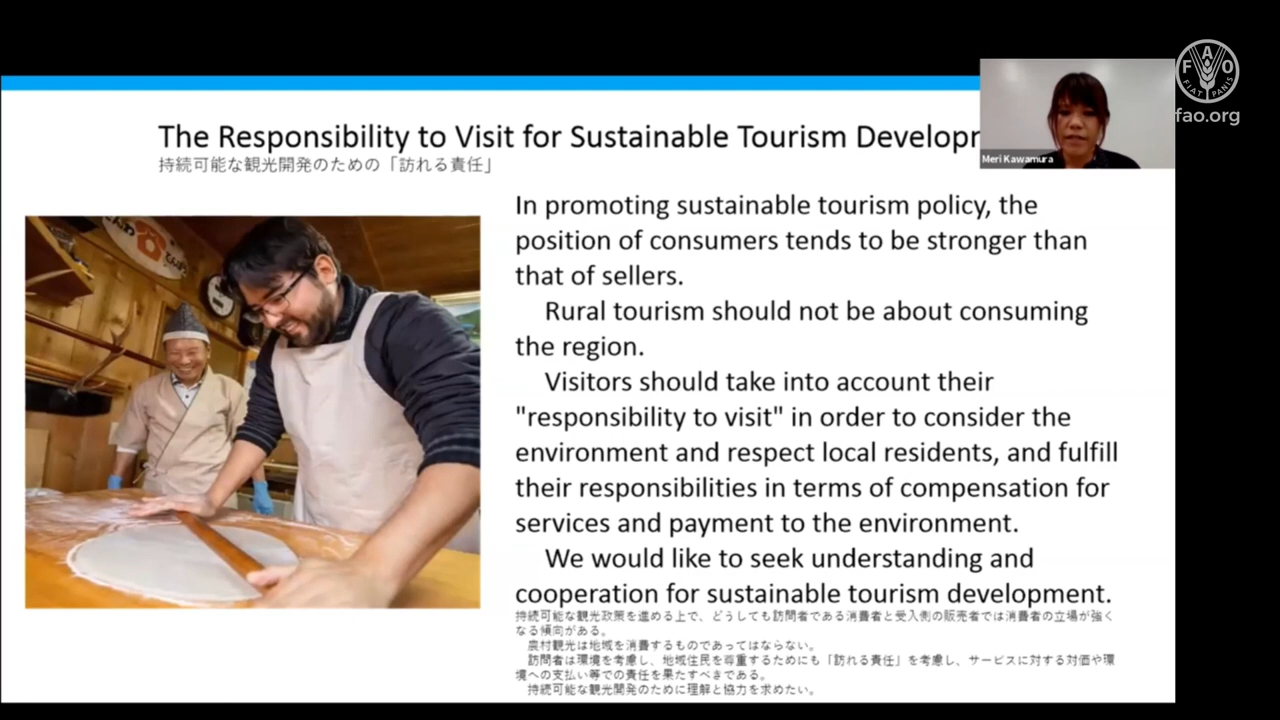 The Responsibility to Visit for Sustainable Tourism Develop
持続可能な観光開発のための「訪れる責任」
In promoting sustainable tourism policy, the
position of consumers tends to be stronger than
that of sellers.
Rural tourism should not be about consuming
the region.
Visitors should take into account their
"responsibility to visit" in order to consider the
environment and respect local residents, and fulfill
their responsibilities in terms of compensation for
services and payment to the environment.
We would like to seek understanding and
cooperation for sustainable tourism development.
持続可能な観光政策を進める上で、どうしても訪問者である消費者と受入側の販売者では消費者の立場が強く
なる傾向がある。
農村観光は地域を消費するものであってはならない。
訪問者は環境を考慮し、地域住民を尊重するためにも「訪れる責任」を考慮し、サービスに対する対価や環
境への支払い等での責任を果たすべきである。
持続可能な観光開発のために理解と協力を求めたい。
Meri Kawamura
FAO
FIAT PANIS
fao.org